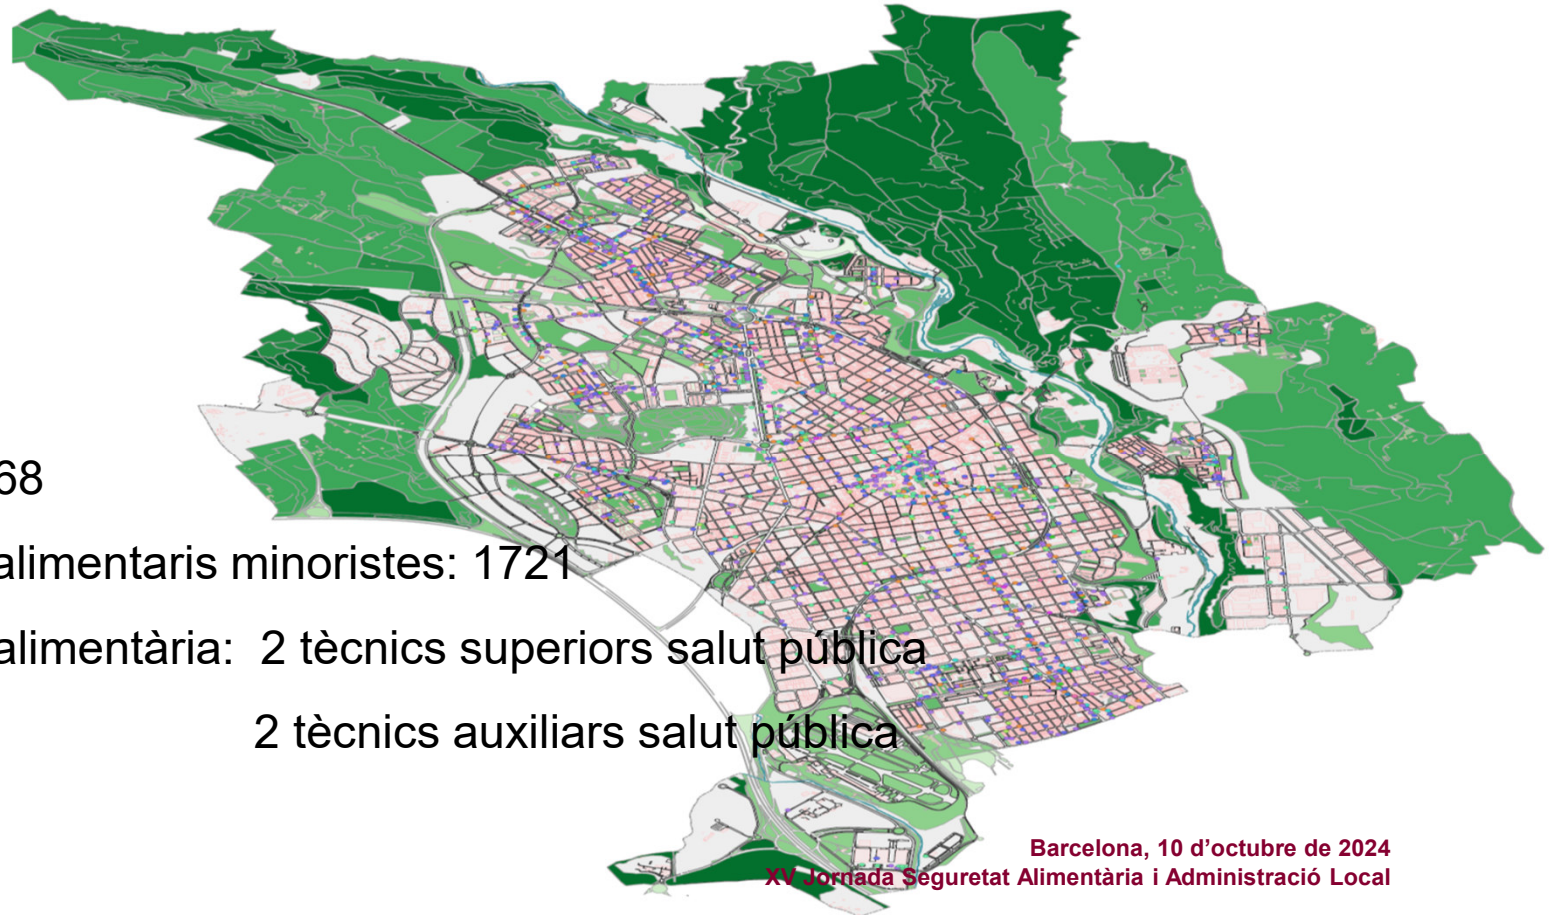 68
alimentaris minoristes: 1721
alimentària: 2 tècnics superiors salut pública
2 tècnics auxiliars salut pública
Barcelona, 10 d’octubre de 2024
XV Jornada Seguretat Alimentària i Administració Local